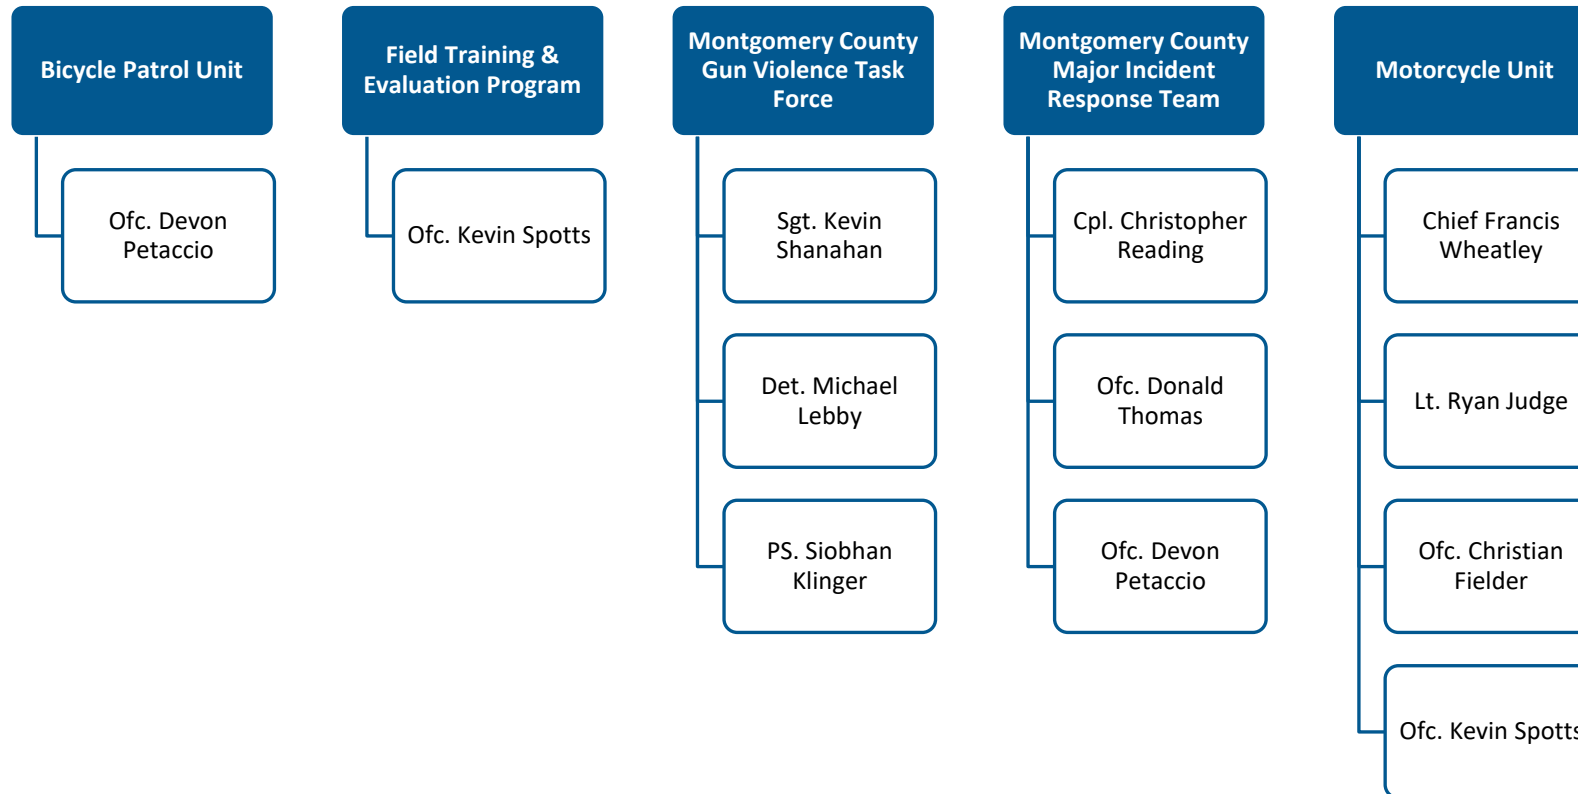 Bicycle Patrol Unit
Ofc. Devon
Petaccio
Field Training &
Evaluation Program
Ofc. Kevin Spotts
Montgomery County
Gun Violence Task
Force
Sgt. Kevin
Shanahan
Det. Michael
Lebby
PS. Siobhan
Klinger
Montgomery County
Major Incident
Response Team
Cpl. Christopher
Reading
Ofc. Donald
Thomas
Ofc. Devon
Petaccio
Motorcycle Unit
Chief Francis
Wheatley
Lt. Ryan Judge
Ofc. Christian
Fielder
Ofc. Kevin Spotts